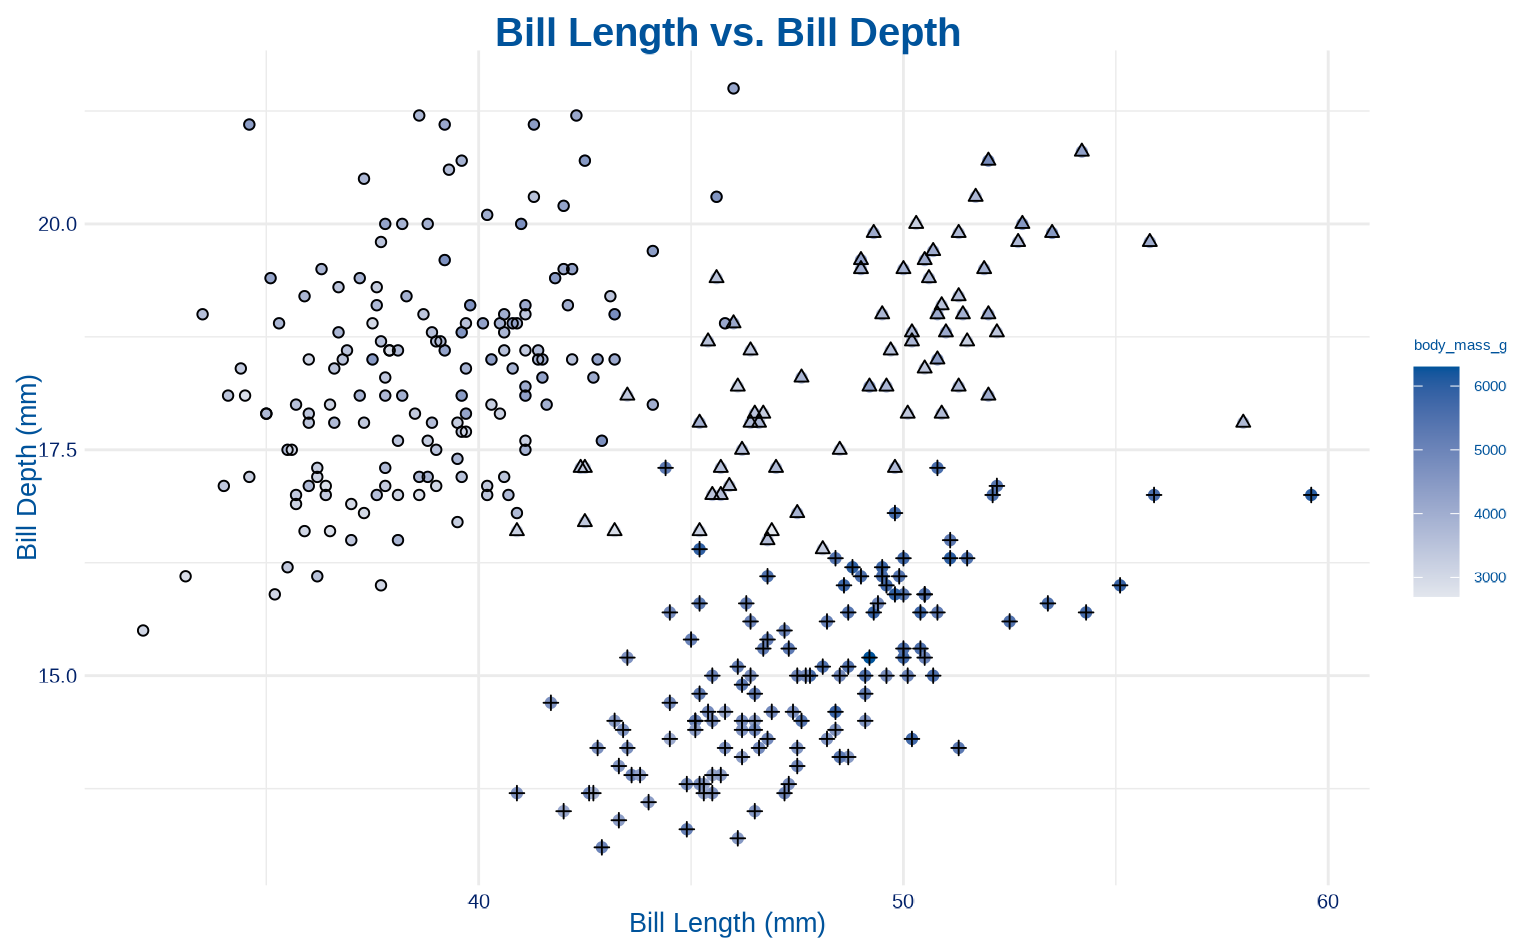 Bill Length vs. Bill Depth
20.0
17.5
15.0
Bill Depth (mm)
40
50
60
Bill Length (mm)
body_mass_g
6000
5000
4000
3000